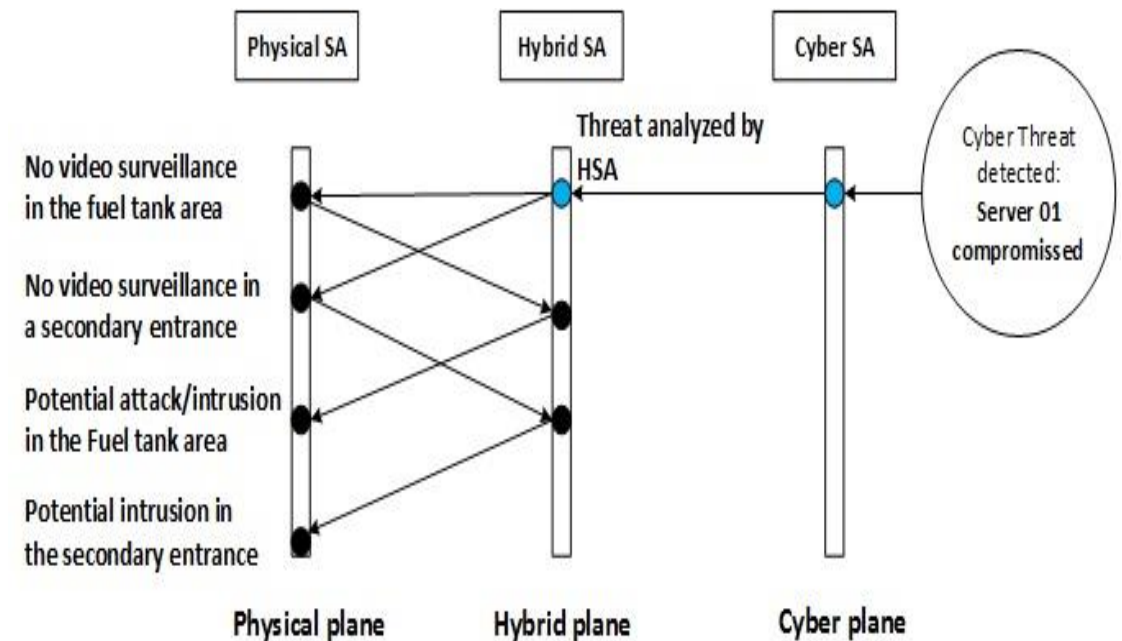 Physical SA
Hybrid SA
Cyber SA
Threat analyzed by
HSA
Cyber Threat
detected:
Server 01
compromissed
No video surveillance
in the fuel tank area
No video surveillance in
a secondary entrance
Potential attack/intrusion
in the Fuel tank area
Potential intrusion in
the secondary entrance
Physical plane
Hybrid plane
Cyber plane